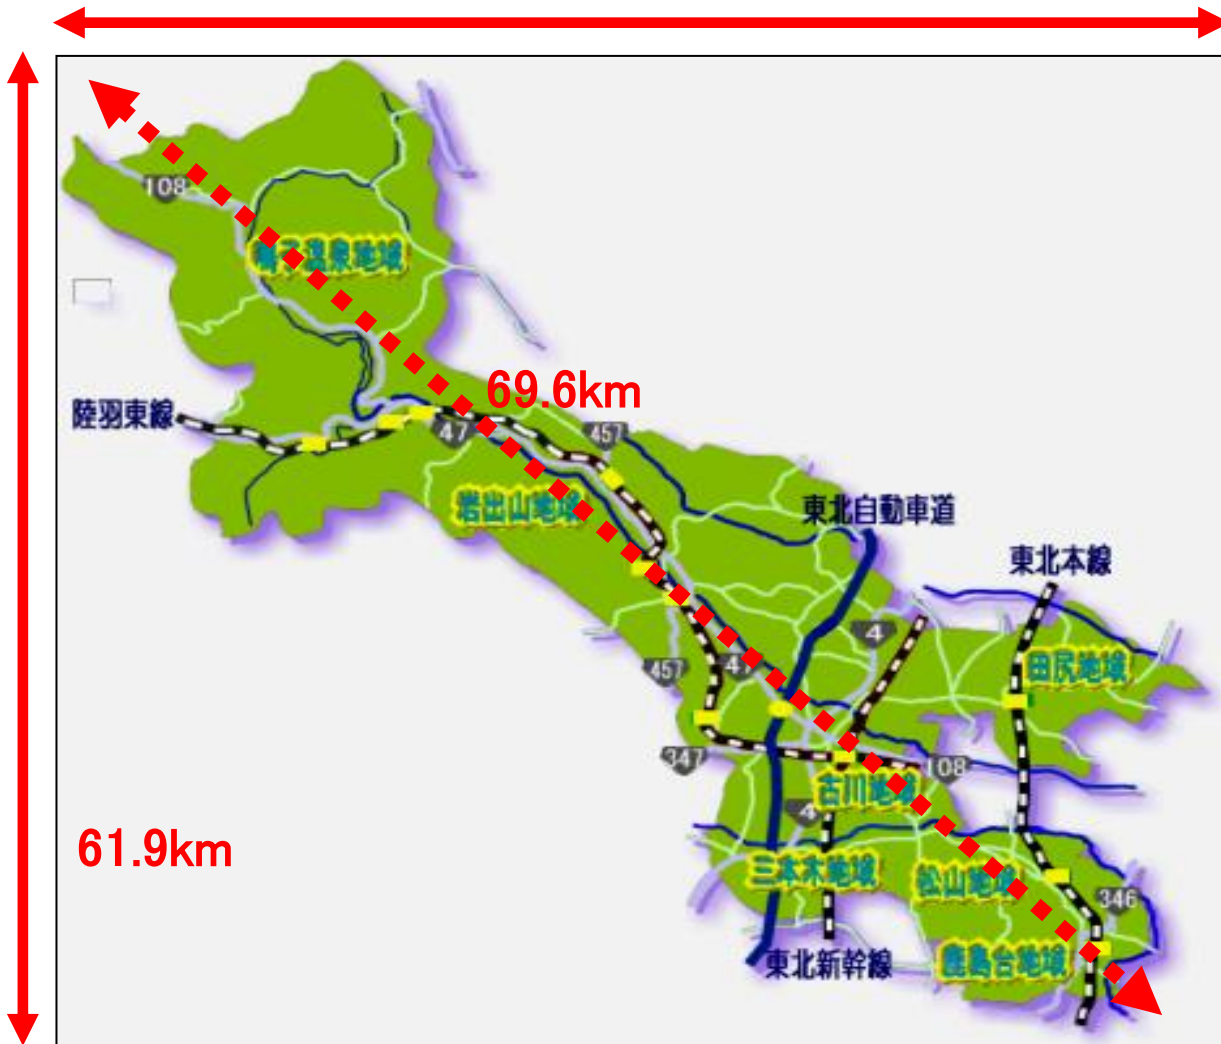 108
鳴子温泉地域
69.6km
陸羽東線
47
457
岩出山地域
東北自動車道
東北本線
4
田尻地域
457
47
347
108
古川地域
4
61.9km
三本木地域
松山地域
346
東北新幹線
鹿島台地域